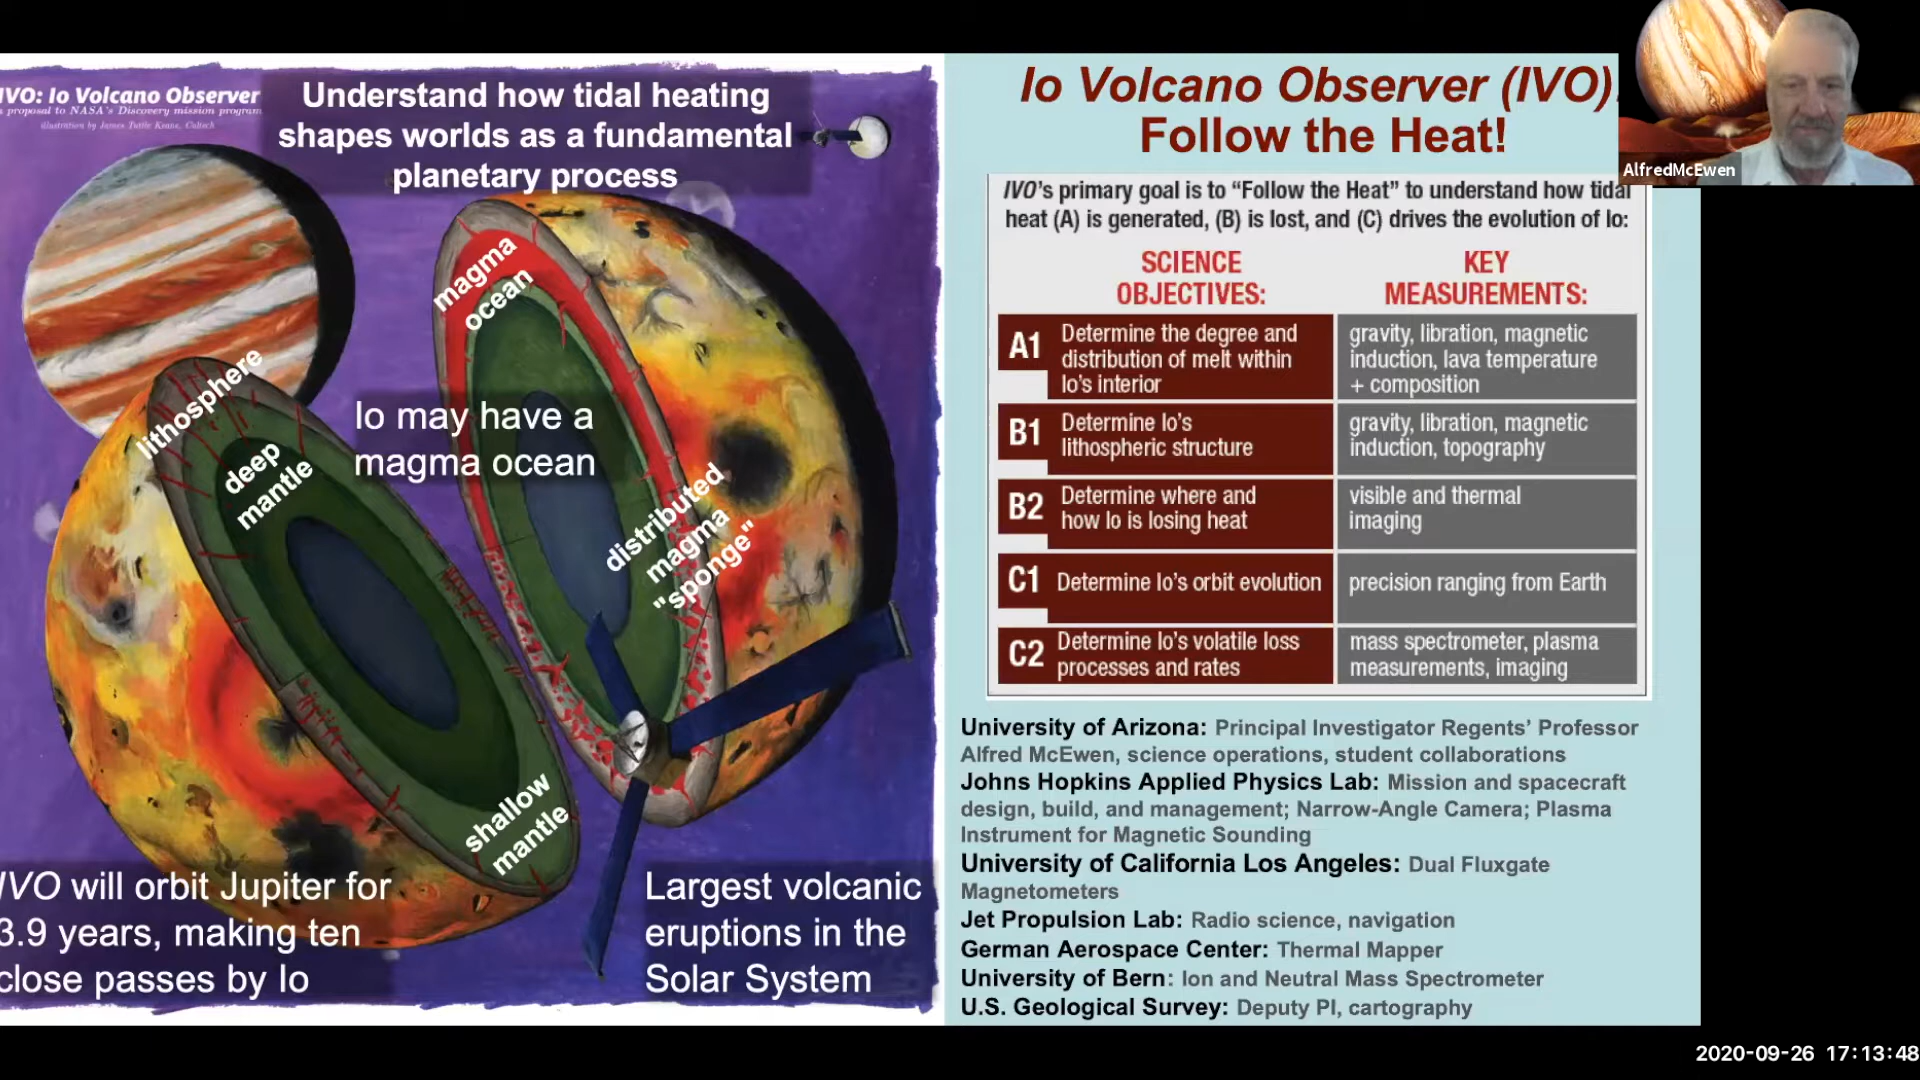 IVO: Io Volcano Observer
a proposal to NASA's Discovery mission program
illustration by James Tuttle Keane, Caltech
Understand how tidal heating
shapes worlds as a fundamental
planetary process
magma
ocean
lithosphere
deep
mantle
Io may have a
magma ocean
distributed
magma
"sponge"
shallow
mantle
IVO will orbit Jupiter for
3.9 years, making ten
close passes by Io
Largest volcanic
eruptions in the
Solar System
Io Volcano Observer (IVO)
Follow the Heat!
AlfredMcEwen
IVO's primary goal is to “Follow the Heat” to understand how tidal
heat (A) is generated, (B) is lost, and (C) drives the evolution of Io:
SCIENCE
OBJECTIVES:
KEY
MEASUREMENTS:
A1
Determine the degree and
distribution of melt within
Io's interior
gravity, libration, magnetic
induction, lava temperature
+ composition
B1
Determine Io's
lithospheric structure
gravity, libration, magnetic
induction, topography
B2
Determine where and
how Io is losing heat
visible and thermal
imaging
C1
Determine Io's orbit evolution
precision ranging from Earth
C2
Determine Io's volatile loss
processes and rates
mass spectrometer, plasma
measurements, imaging
University of Arizona: Principal Investigator Regents' Professor
Alfred McEwen, science operations, student collaborations
Johns Hopkins Applied Physics Lab: Mission and spacecraft
design, build, and management; Narrow-Angle Camera; Plasma
Instrument for Magnetic Sounding
University of California Los Angeles: Dual Fluxgate
Magnetometers
Jet Propulsion Lab: Radio science, navigation
German Aerospace Center: Thermal Mapper
University of Bern: Ion and Neutral Mass Spectrometer
U.S. Geological Survey: Deputy PI, cartography
2020-09-26 17:13:48